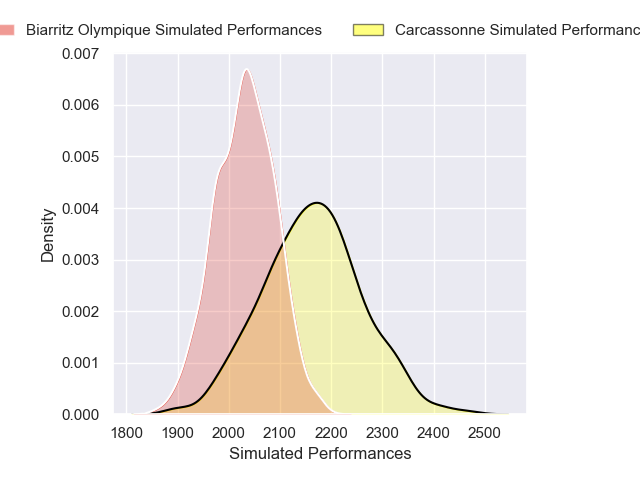 Biarritz Olympique Simulated Performances Carcassonne Simulated Performanc
0.007
0.006
0.005
0.004
0.003
0.002
0.001
0.000
Density
1800 1900 2000 2100 2200 2300 2400 2500
Simulated Performances